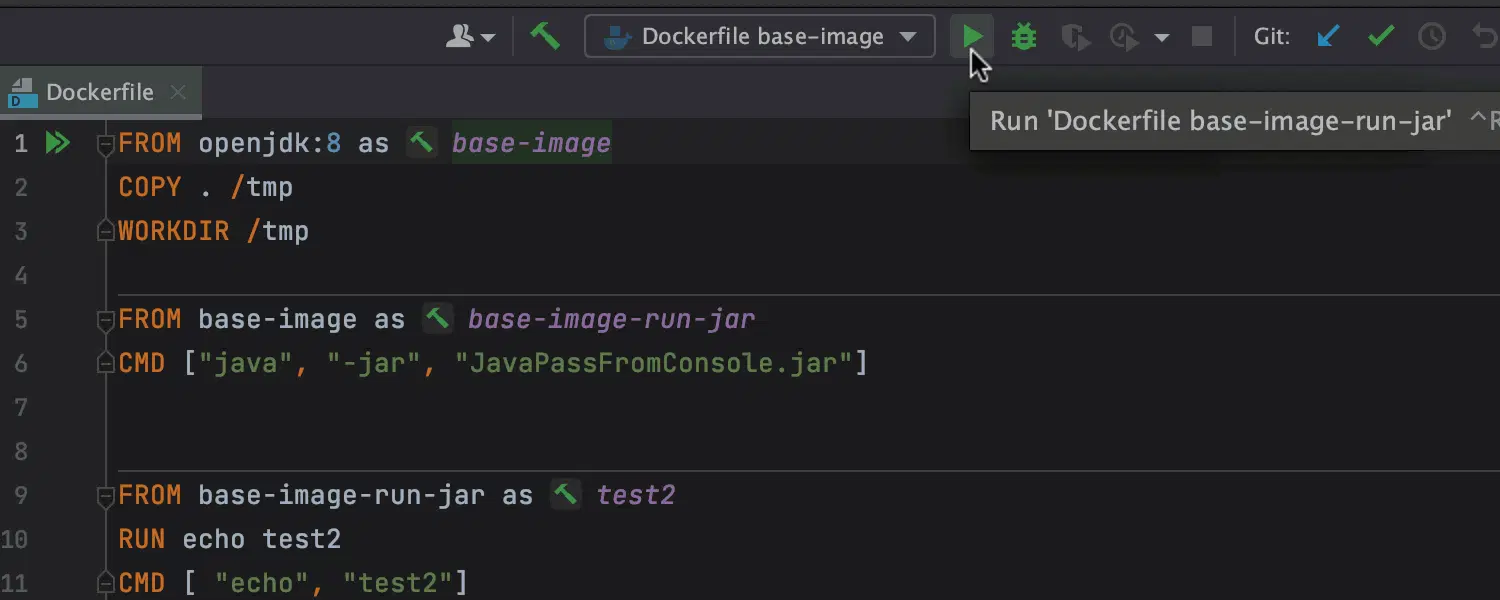 Dockerfile base-image
Git:
Dockerfile
Run 'Dockerfile base-image-run-jar' ^R
1 FROM openjdk:8 as base-image
2 COPY . /tmp
3 WORKDIR /tmp
4
5 FROM base-image as base-image-run-jar
6 CMD ["java", "-jar", "JavaPassFromConsole.jar"]
7
8
9 FROM base-image-run-jar as test2
10 RUN echo test2
11 CMD [ "echo", "test2"]